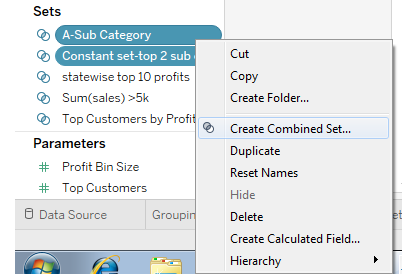 Sets
A-Sub Category
Constant set-top 2 sub
statewise top 10 profits
Sum(sales) >5k
Top Customers by Profit
Parameters
Profit Bin Size
Top Customers
Data Source
Groupin
Cut
Copy
Create Folder...
Create Combined Set...
Duplicate
Reset Names
Hide
Delete
Create Calculated Field...
Hierarchy